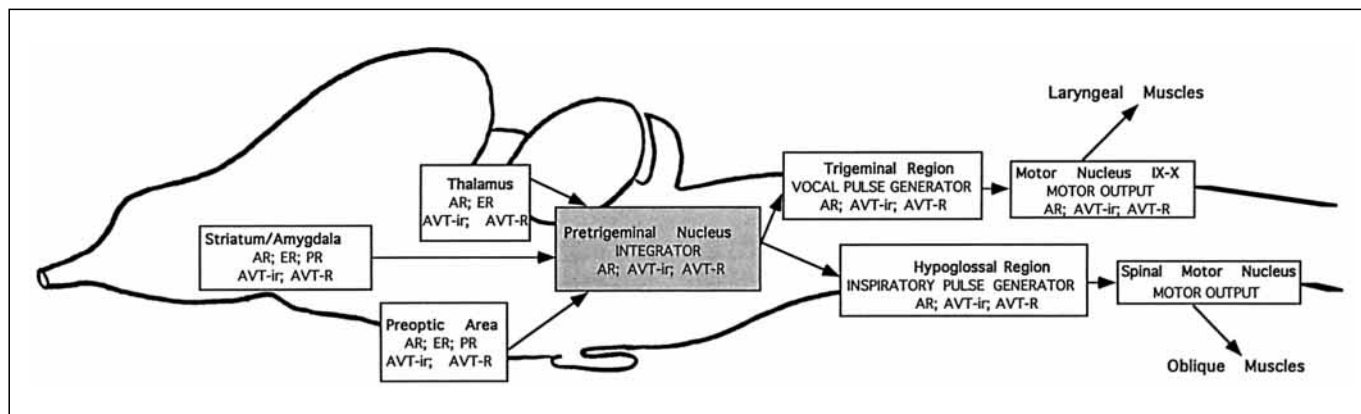 Laryngeal Muscles
Trigeminal Region
VOCAL PULSE GENERATOR
AR; AVT-ir; AVT-R
Motor Nucleus IX-X
MOTOR OUTPUT
AR; AVT-ir; AVT-R
Thalamus
AR; ER
AVT-ir; AVT-R
Striatum/Amygdala
AR; ER; PR
AVT-ir; AVT-R
Pretrigeminal Nucleus
INTEGRATOR
AR; AVT-ir; AVT-R
Hypoglossal Region
INSPIRATORY PULSE GENERATOR
AR; AVT-ir; AVT-R
Spinal Motor Nucleus
MOTOR OUTPUT
Preoptic Area
AR; ER; PR
AVT-ir; AVT-R
Oblique Muscles